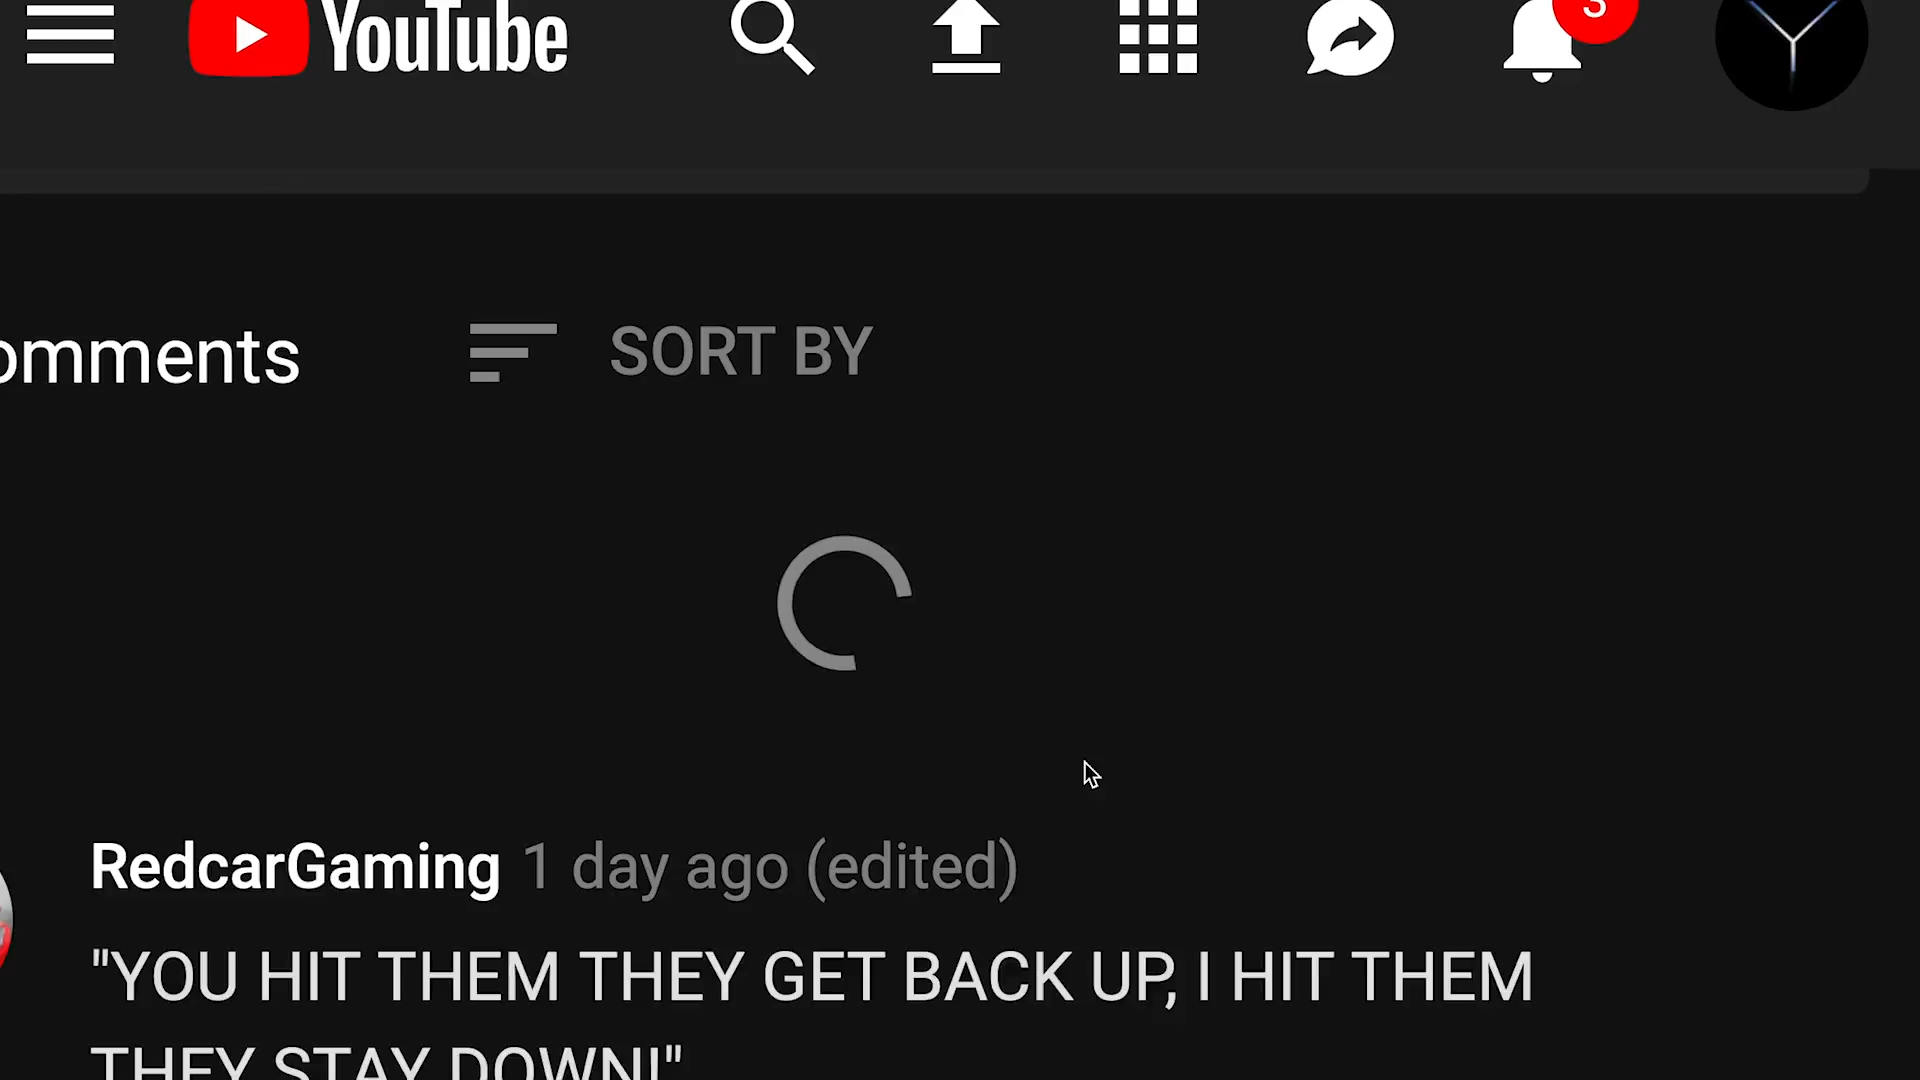 YouTube
3
omments
SORT BY
RedcarGaming 1 day ago (edited)
"YOU HIT THEM THEY GET BACK UP, I HIT THEM
THEY STAY DOWN!"